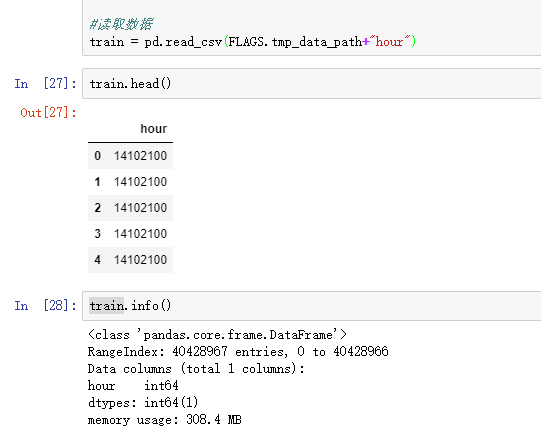 #读取数据
train = pd.read_csv(FLAGS.tmp_data_path+"hour")
In [27]: train.head()
Out[27]:
hour
0 14102100
1 14102100
2 14102100
3 14102100
4 14102100
In [28]: train.info()
<class 'pandas.core.frame.DataFrame'>
RangeIndex: 40428967 entries, 0 to 40428966
Data columns (total 1 columns):
hour    int64
dtypes: int64(1)
memory usage: 308.4 MB